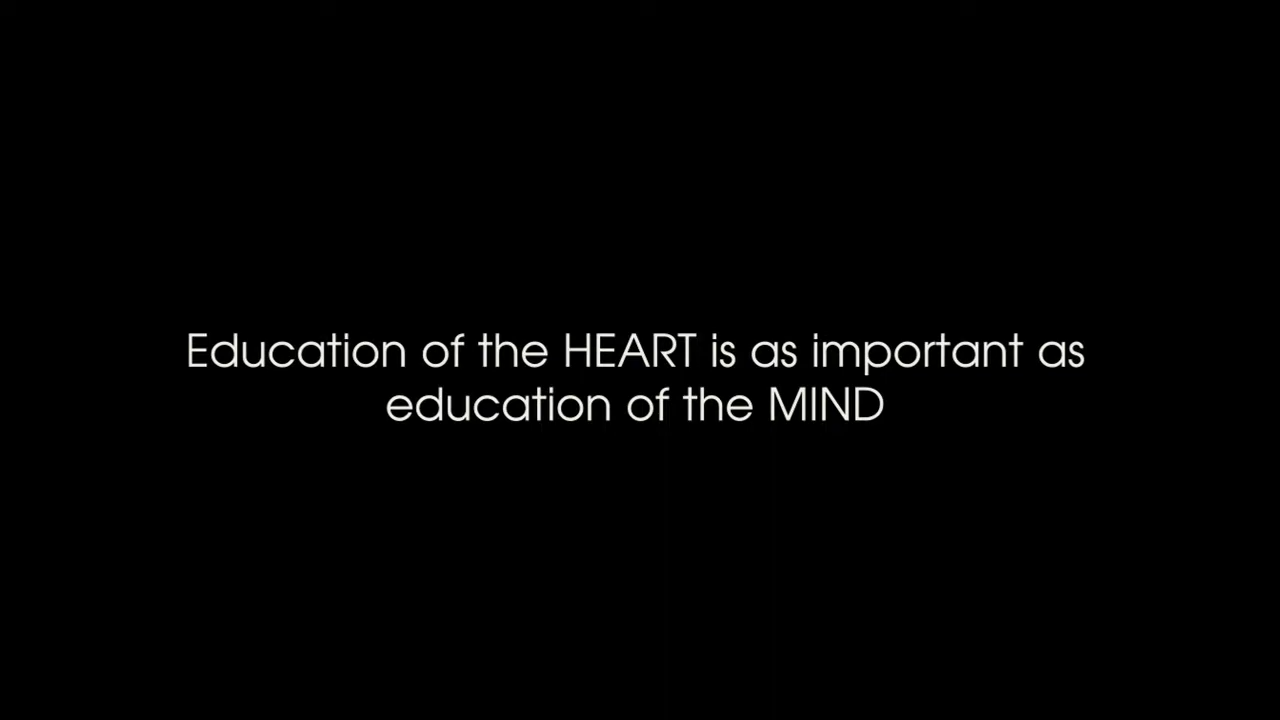 Education of the HEART is as important as
education of the MIND